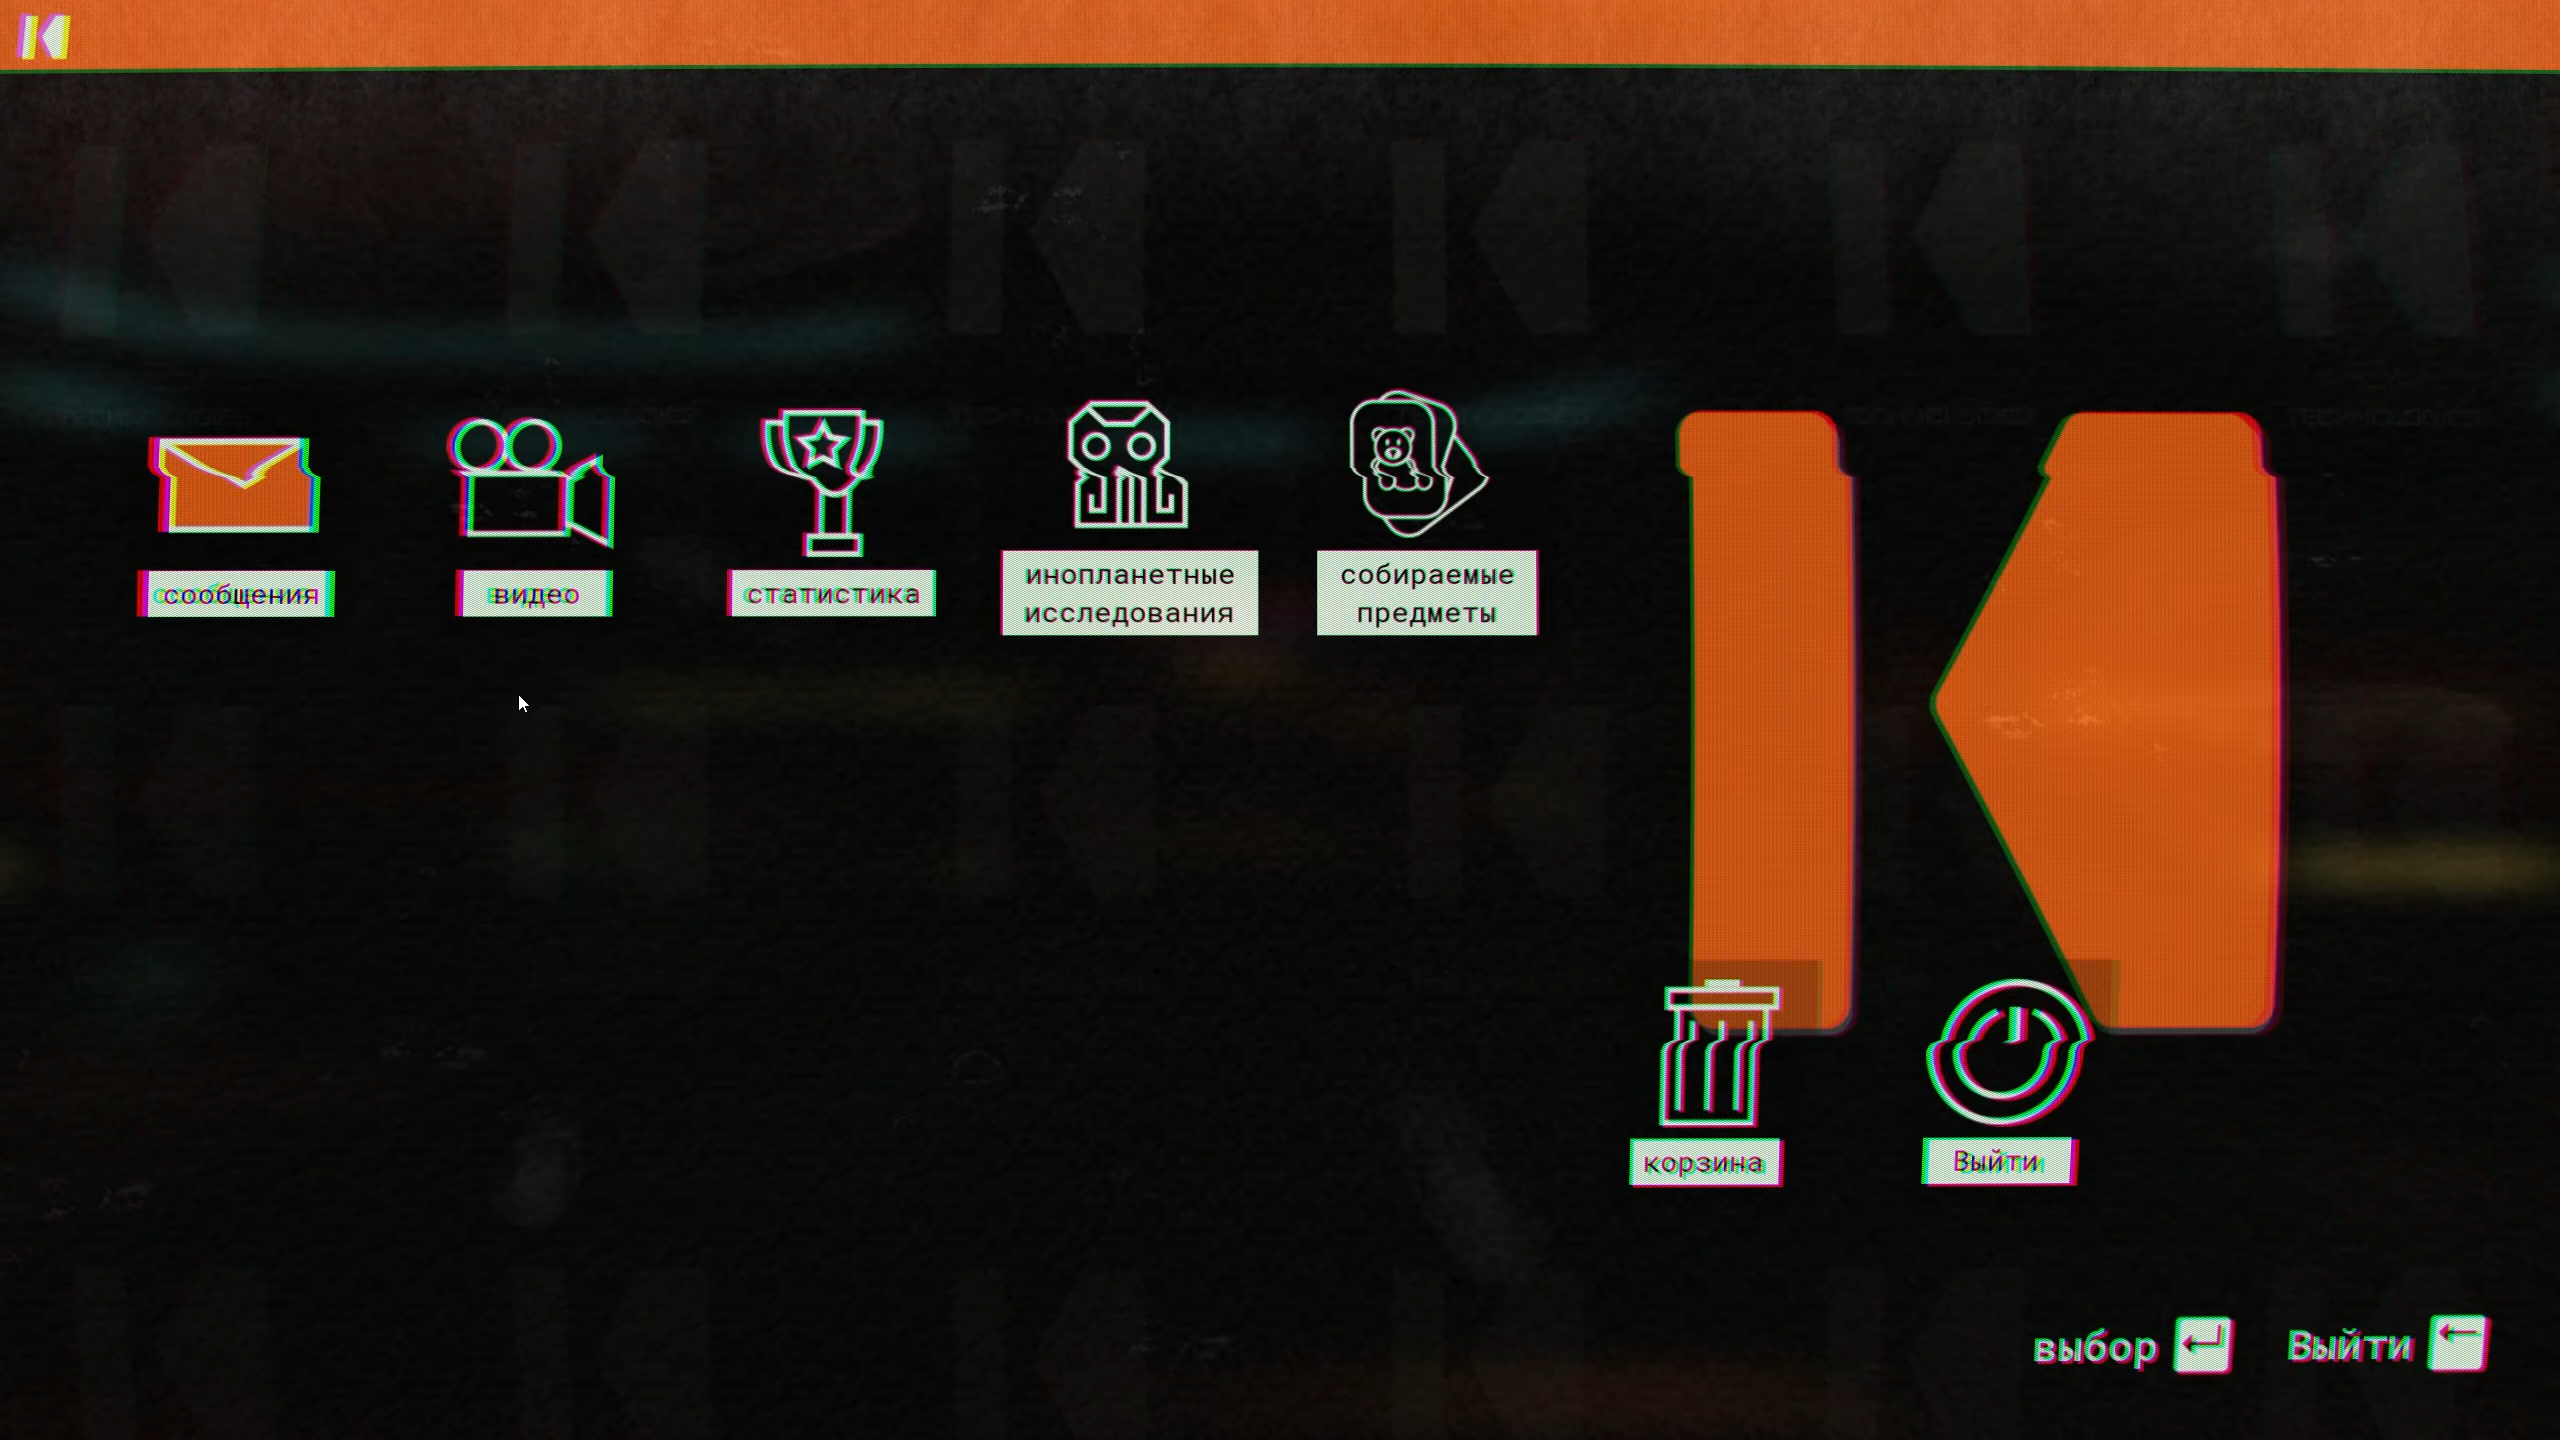 сообщения
видео
статистика
инопланетные
исследования
собираемые
предметы
корзина
Выйти
выбор
Выйти